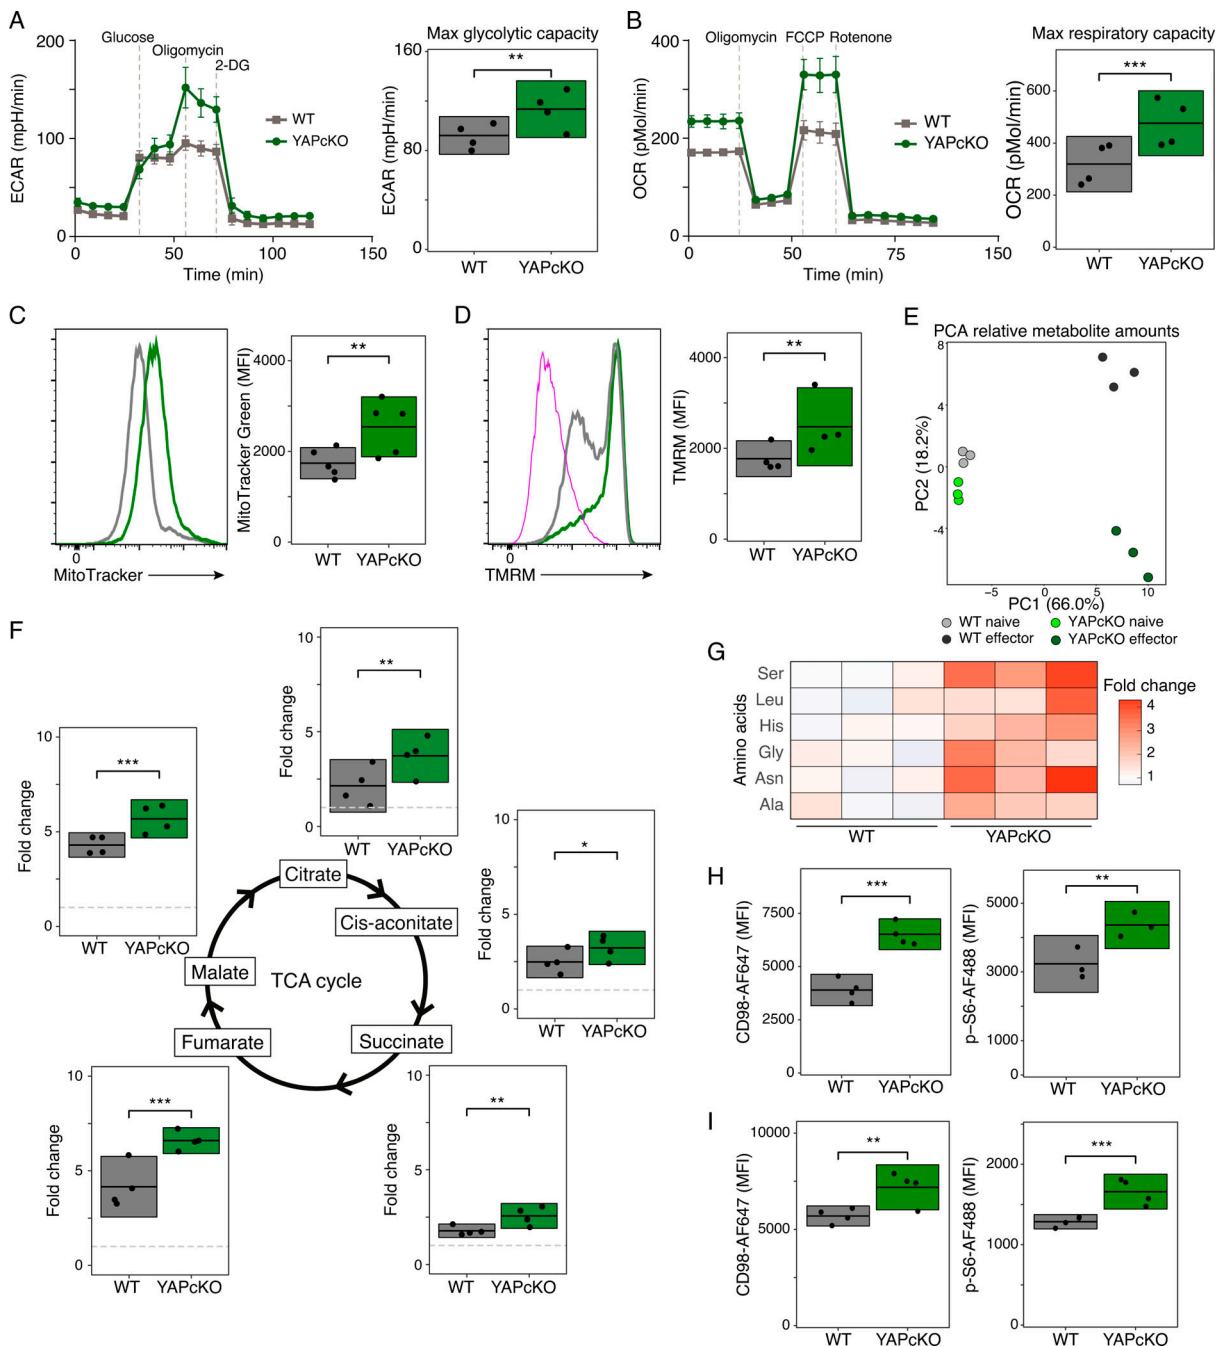 A
200
100
0
ECAR (mpH/min)
Glucose
Oligomycin
2-DG
WT
YAPcKO
0
50
100
150
Time (min)
Max glycolytic capacity
160
80
0
ECAR (mpH/min)
**
WT
YAPcKO
B
400
200
0
OCR (pMol/min)
Oligomycin
FCCP
Rotenone
WT
YAPcKO
0
50
75
150
Time (min)
Max respiratory capacity
600
400
200
0
OCR (pMol/min)
***
WT
YAPcKO
C
0
MitoTracker
4000
2000
0
MitoTracker Green (MFI)
**
WT
YAPcKO
D
0
TMRM
4000
2000
0
TMRM (MFI)
**
WT
YAPcKO
E
PCA relative metabolite amounts
8
4
0
-4
PC2 (18.2%)
-5
0
5
10
PC1 (66.0%)
WT naive
YAPcKO naive
WT effector
YAPcKO effector
F
10
5
0
Fold change
**
WT
YAPcKO
10
5
0
Fold change
***
WT
YAPcKO
10
5
0
Fold change
*
WT
YAPcKO
Citrate
Cis-aconitate
Malate
TCA cycle
Fumarate
Succinate
10
5
0
Fold change
***
WT
YAPcKO
10
5
0
Fold change
**
WT
YAPcKO
G
Amino acids
Ser
Leu
His
Gly
Asn
Ala
WT
YAPcKO
Fold change
4
3
2
1
H
7500
5000
2500
0
CD98-AF647 (MFI)
***
WT
YAPcKO
5000
3000
1000
0
p–S6-AF488 (MFI)
**
WT
YAPcKO
I
10000
5000
0
CD98-AF647 (MFI)
**
WT
YAPcKO
2000
1000
0
p-S6-AF488 (MFI)
***
WT
YAPcKO